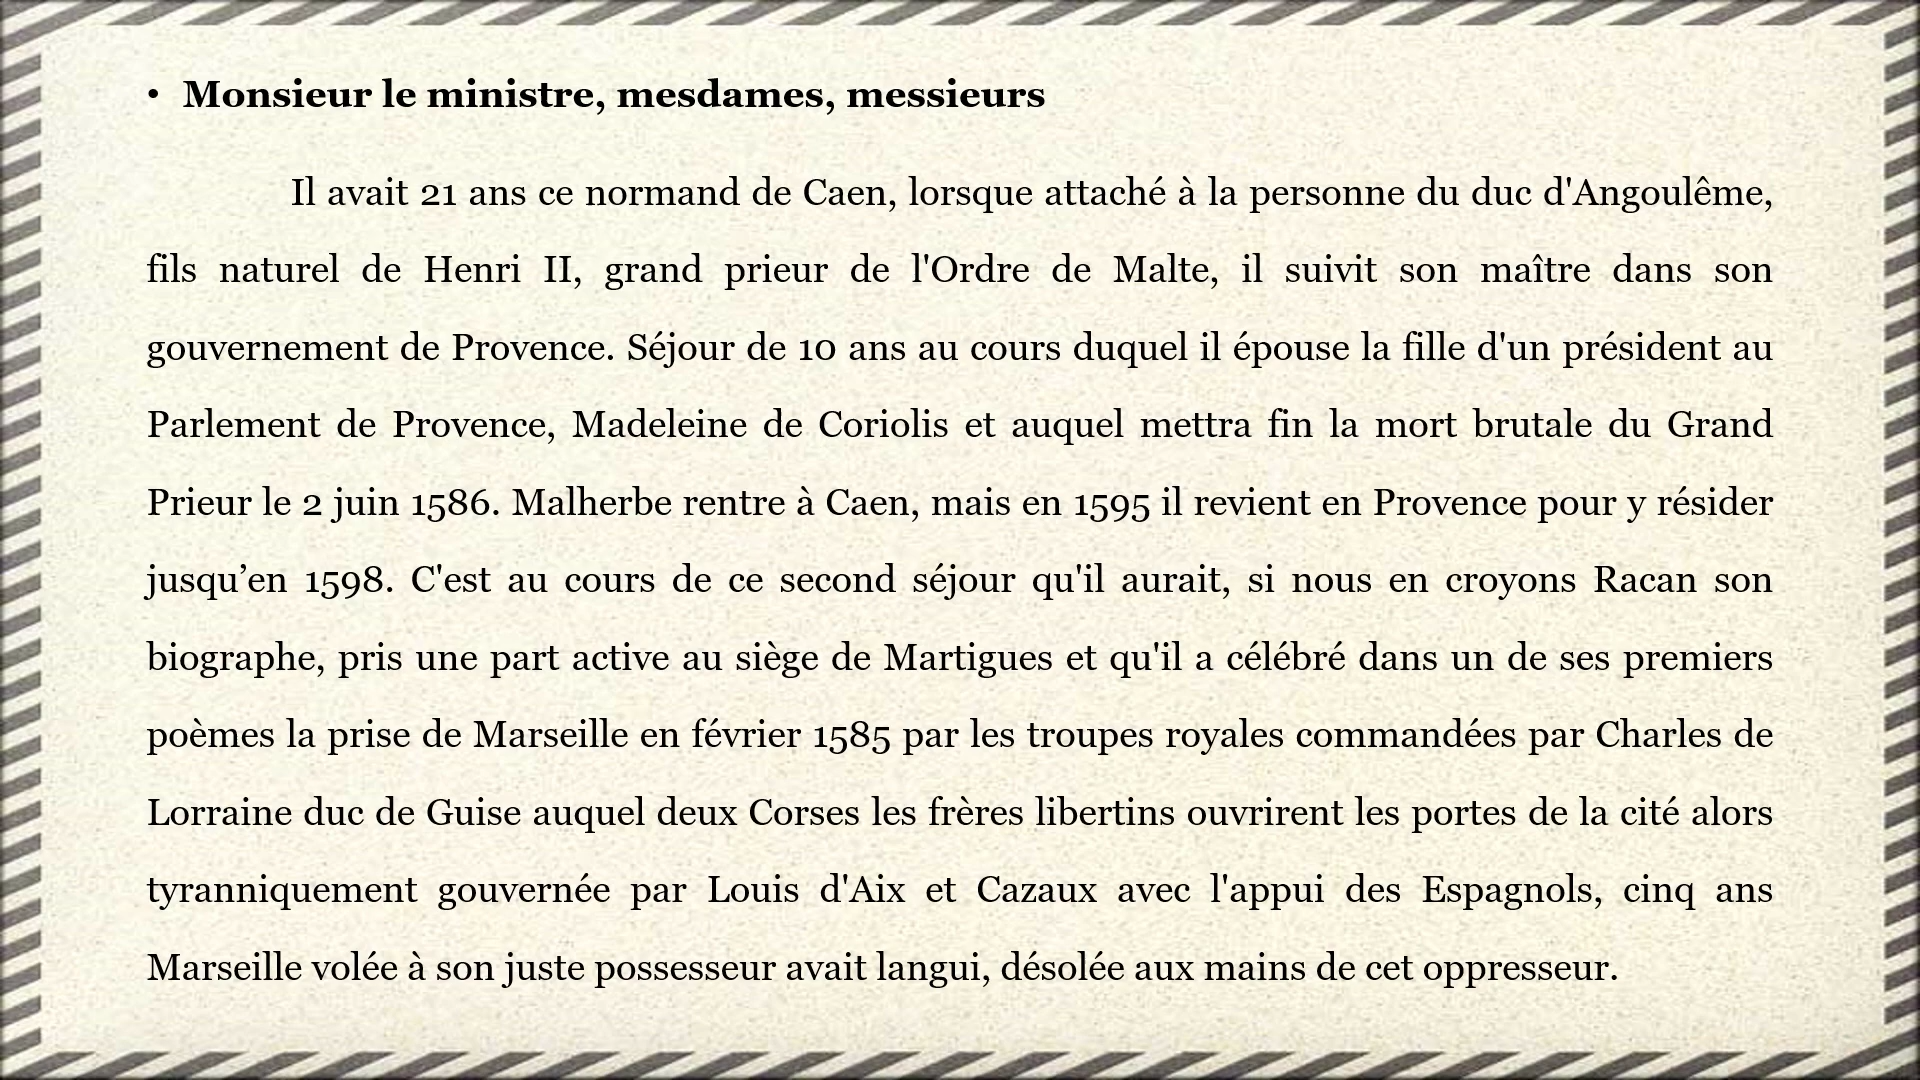 • Monsieur le ministre, mesdames, messieurs
Il avait 21 ans ce normand de Caen, lorsque attaché à la personne du duc d'Angoulême,
fils naturel de Henri II, grand prieur de l'Ordre de Malte, il suivit son maître dans son
gouvernement de Provence. Séjour de 10 ans au cours duquel il épouse la fille d'un président au
Parlement de Provence, Madeleine de Coriolis et auquel mettra fin la mort brutale du Grand
Prieur le 2 juin 1586. Malherbe rentre à Caen, mais en 1595 il revient en Provence pour y résider
jusqu’en 1598. C'est au cours de ce second séjour qu'il aurait, si nous en croyons Racan son
biographe, pris une part active au siège de Martigues et qu'il a célébré dans un de ses premiers
poèmes la prise de Marseille en février 1585 par les troupes royales commandées par Charles de
Lorraine duc de Guise auquel deux Corses les frères libertins ouvrirent les portes de la cité alors
tyranniquement gouvernée par Louis d'Aix et Cazaux avec l'appui des Espagnols, cinq ans
Marseille volée à son juste possesseur avait langui, désolée aux mains de cet oppresseur.